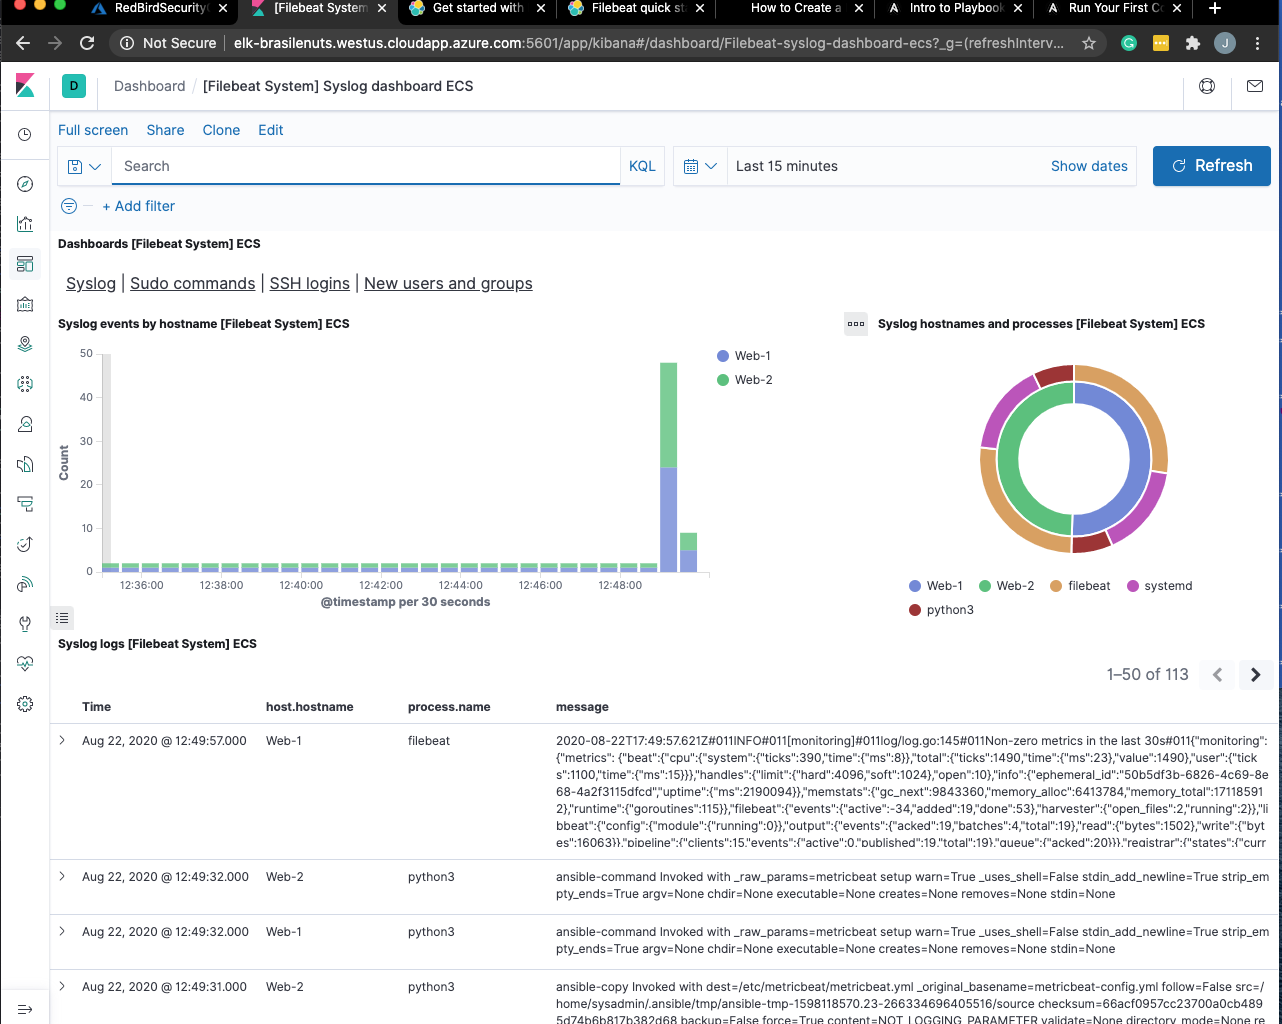 RedBirdSecurity
[Filebeat System
Get started with
Filebeat quick s
How to Create a
Intro to Playbook
Run Your First C
Not Secure
elk-brasilenuts.westus.cloudapp.azure.com:5601/app/kibana#/dashboard/Filebeat-syslog-dashboard-ecs?_g=(refreshInterv...
J
D
Dashboard / [Filebeat System] Syslog dashboard ECS
Full screen Share Clone Edit
Search
KQL
Last 15 minutes
Show dates
Refresh
+ Add filter
Dashboards [Filebeat System] ECS
Syslog | Sudo commands | SSH logins | New users and groups
Syslog events by hostname [Filebeat System] ECS
50
40
30
20
10
0
Count
12:36:00 12:38:00 12:40:00 12:42:00 12:44:00 12:46:00 12:48:00
@timestamp per 30 seconds
Web-1
Web-2
Syslog hostnames and processes [Filebeat System] ECS
Web-1 Web-2 filebeat systemd
python3
Syslog logs [Filebeat System] ECS
1–50 of 113
Time host.hostname process.name message
Aug 22, 2020 @ 12:49:57.000 Web-1 filebeat 2020-08-22T17:49:57.621Z#011INFO#011[monitoring]#011log/log.go:145#011Non-zero metrics in the last 30s#011{"monitoring":
{"metrics": {"beat":{"cpu":{"system":{"ticks":390,"time":{"ms":8}},"total":{"ticks":1490,"time":{"ms":23},"value":1490},"user":{"tick
s":1100,"time":{"ms":15}}},"handles":{"limit":{"hard":4096,"soft":1024},"open":10},"info":{"ephemeral_id":"50b5df3b-6826-4c69-8e
68-4a2f3115dfcd","uptime":{"ms":2190094}},"memstats":{"gc_next":9843360,"memory_alloc":6413784,"memory_total":17118591
2},"runtime":{"goroutines":115}},"filebeat":{"events":{"active":-34,"added":19,"done":53},"harvester":{"open_files":2,"running":2}},"li
bbeat":{"config":{"module":{"running":0}},"output":{"events":{"acked":19,"batches":4,"total":19},"read":{"bytes":1502},"write":{"byt
es":16063}},"pipeline":{"clients":15,"events":{"active":0,"published":19,"total":19},"queue":{"acked":20}}},"registrar":{"states":{"curr
Aug 22, 2020 @ 12:49:32.000 Web-2 python3 ansible-command Invoked with _raw_params=metricbeat setup warn=True _uses_shell=False stdin_add_newline=True strip_em
pty_ends=True argv=None chdir=None executable=None creates=None removes=None stdin=None
Aug 22, 2020 @ 12:49:32.000 Web-1 python3 ansible-command Invoked with _raw_params=metricbeat setup warn=True _uses_shell=False stdin_add_newline=True strip_em
pty_ends=True argv=None chdir=None executable=None creates=None removes=None stdin=None
Aug 22, 2020 @ 12:49:31.000 Web-2 python3 ansible-copy Invoked with dest=/etc/metricbeat/metricbeat.yml _original_basename=metricbeat-config.yml follow=False src=/
home/sysadmin/.ansible/tmp/ansible-tmp-1598118570.23-266334696405516/source checksum=66acf0957cc23700a0cb489
5d74b6b817b382d68 backup=False force=True content=NOT_LOGGING_PARAMETER validate=None directory_mode=None re